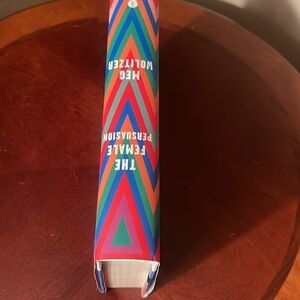 THE
FEMALE
PERSUASION
MEG
WOLITZER